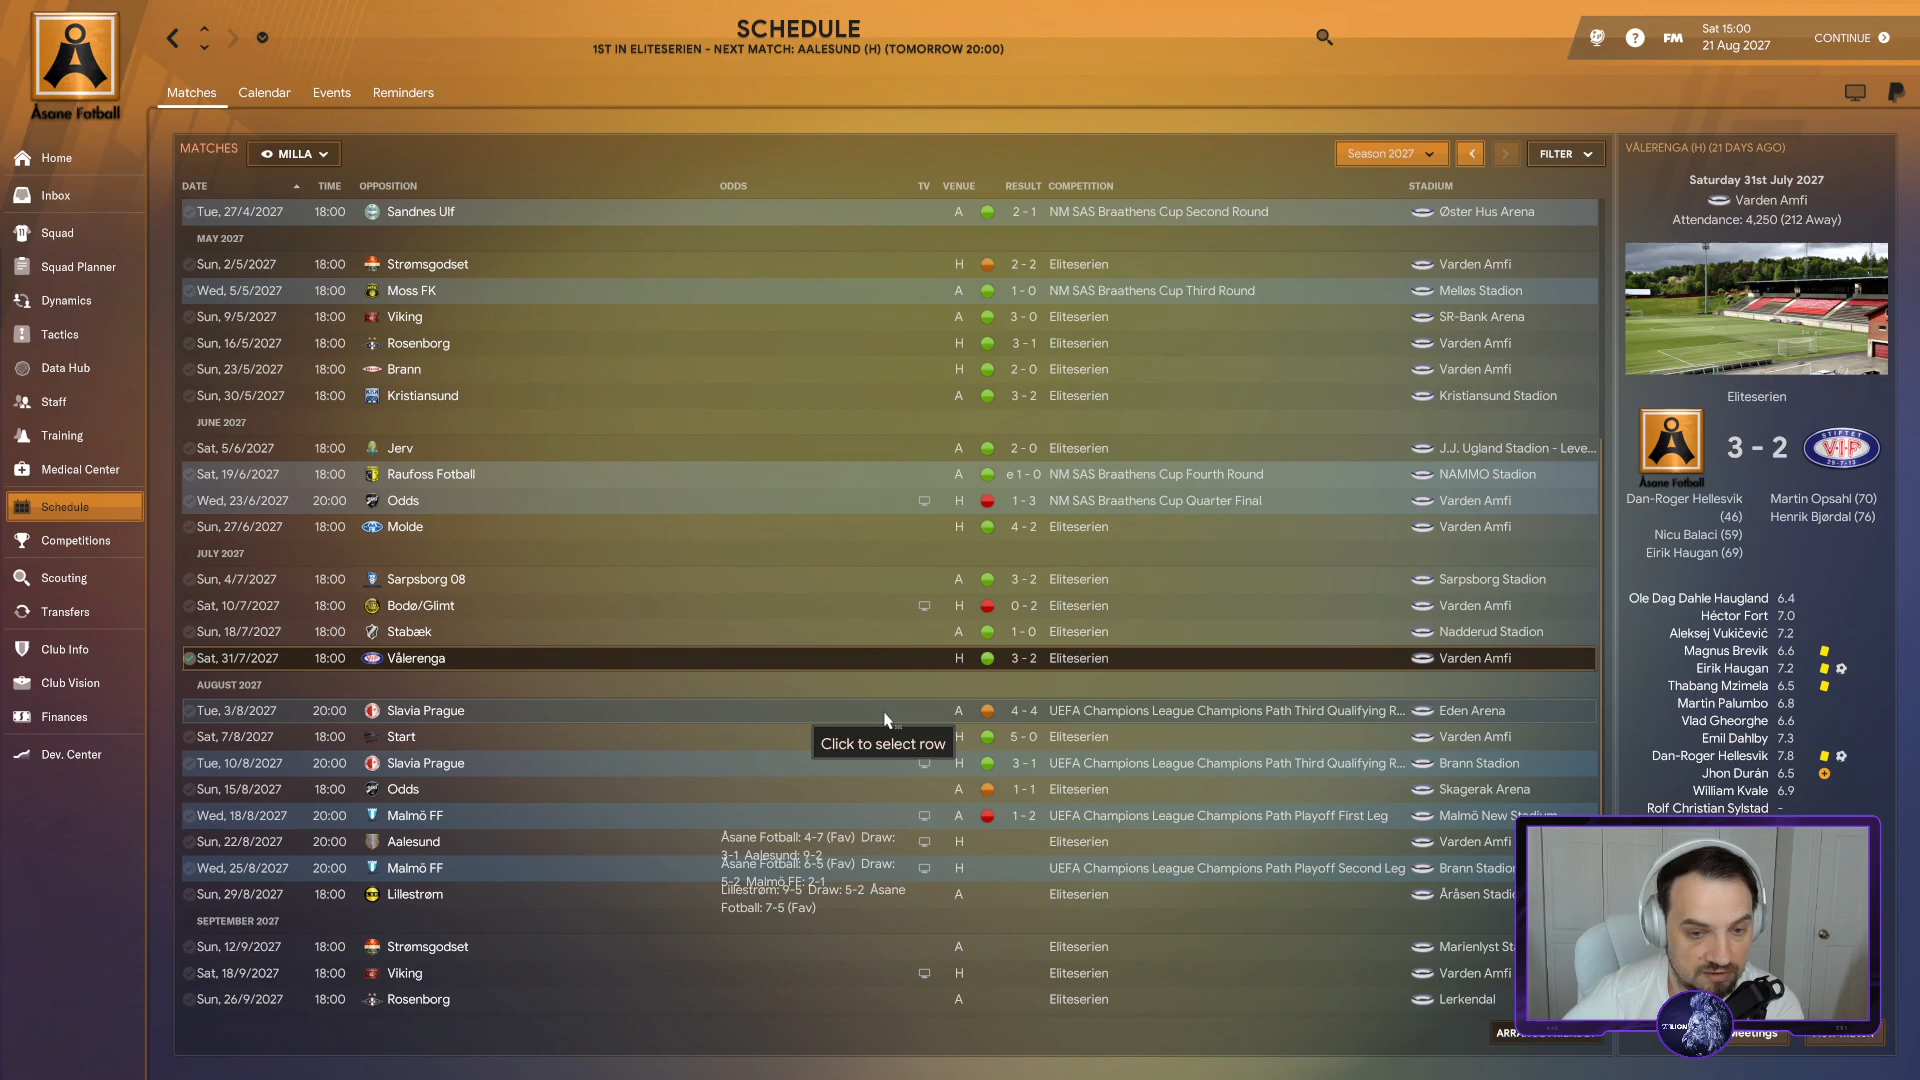 SCHEDULE
1ST IN ELITESERIEN - NEXT MATCH: AALESUND (H) (TOMORROW 20:00)
FM
Sat 15:00
21 Aug 2027
CONTINUE
Åsane Fotball
Matches Calendar Events Reminders
Home
Inbox
Squad
Squad Planner
Dynamics
Tactics
Data Hub
Staff
Training
Medical Center
Schedule
Competitions
Scouting
Transfers
Club Info
Club Vision
Finances
Dev. Center
MATCHES MILLA Season 2027 FILTER
DATE TIME OPPOSITION ODDS TV VENUE RESULT COMPETITION STADIUM
Tue, 27/4/2027 18:00 Sandnes Ulf A 2 - 1 NM SAS Braathens Cup Second Round Øster Hus Arena
MAY 2027
Sun, 2/5/2027 18:00 Strømsgodset H 2 - 2 Eliteserien Varden Amfi
Wed, 5/5/2027 18:00 Moss FK A 1 - 0 NM SAS Braathens Cup Third Round Melløs Stadion
Sun, 9/5/2027 18:00 Viking A 3 - 0 Eliteserien SR-Bank Arena
Sun, 16/5/2027 18:00 Rosenborg H 3 - 1 Eliteserien Varden Amfi
Sun, 23/5/2027 18:00 Brann H 2 - 0 Eliteserien Varden Amfi
Sun, 30/5/2027 18:00 Kristiansund A 3 - 2 Eliteserien Kristiansund Stadion
JUNE 2027
Sat, 5/6/2027 18:00 Jerv A 2 - 0 Eliteserien J.J. Ugland Stadion - Leve...
Sat, 19/6/2027 18:00 Raufoss Fotball A e 1 - 0 NM SAS Braathens Cup Fourth Round NAMMO Stadion
Wed, 23/6/2027 20:00 Odds H 1 - 3 NM SAS Braathens Cup Quarter Final Varden Amfi
Sun, 27/6/2027 18:00 Molde H 4 - 2 Eliteserien Varden Amfi
JULY 2027
Sun, 4/7/2027 18:00 Sarpsborg 08 A 3 - 2 Eliteserien Sarpsborg Stadion
Sat, 10/7/2027 18:00 Bodø/Glimt H 0 - 2 Eliteserien Varden Amfi
Sun, 18/7/2027 18:00 Stabæk A 1 - 0 Eliteserien Nadderud Stadion
Sat, 31/7/2027 18:00 Vålerenga H 3 - 2 Eliteserien Varden Amfi
AUGUST 2027
Tue, 3/8/2027 20:00 Slavia Prague A 4 - 4 UEFA Champions League Champions Path Third Qualifying R... Eden Arena
Sat, 7/8/2027 18:00 Start H 5 - 0 Eliteserien Varden Amfi
Click to select row
Tue, 10/8/2027 20:00 Slavia Prague H 3 - 1 UEFA Champions League Champions Path Third Qualifying R... Brann Stadion
Sun, 15/8/2027 18:00 Odds A 1 - 1 Eliteserien Skagerak Arena
Wed, 18/8/2027 20:00 Malmö FF A 1 - 2 UEFA Champions League Champions Path Playoff First Leg Malmö New Stadium
Sun, 22/8/2027 20:00 Aalesund Åsane Fotball: 4-7 (Fav) Draw: 3-1 Aalesund: 9-2 H Eliteserien Varden Amfi
Wed, 25/8/2027 20:00 Malmö FF Åsane Fotball: 6-5 (Fav) Draw: 5-2 Malmö FF: 2-1 H UEFA Champions League Champions Path Playoff Second Leg Brann Stadion
Sun, 29/8/2027 18:00 Lillestrøm Lillestrøm: 9-5 Draw: 5-2 Åsane Fotball: 7-5 (Fav) A Eliteserien Åråsen Stadio
SEPTEMBER 2027
Sun, 12/9/2027 18:00 Strømsgodset A Eliteserien Marienlyst Sta
Sat, 18/9/2027 18:00 Viking H Eliteserien Varden Amfi
Sun, 26/9/2027 18:00 Rosenborg A Eliteserien Lerkendal
VÅLERENGA (H) (21 DAYS AGO)
Saturday 31st July 2027
Varden Amfi
Attendance: 4,250 (212 Away)
Eliteserien
3 - 2
STIFTET
VIF
29-7-13
Åsane Fotball
Dan-Roger Hellesvik
(46)
Nicu Balaci (59)
Eirik Haugan (69)
Martin Opsahl (70)
Henrik Bjørdal (76)
Ole Dag Dahle Haugland 6.4
Héctor Fort 7.0
Aleksej Vukičević 7.2
Magnus Brevik 6.6
Eirik Haugan 7.2
Thabang Mzimela 6.5
Martin Palumbo 6.8
Vlad Gheorghe 6.6
Emil Dahlby 7.3
Dan-Roger Hellesvik 7.8
Jhon Durán 6.5
William Kvale 6.9
Rolf Christian Sylstad -
Meetings